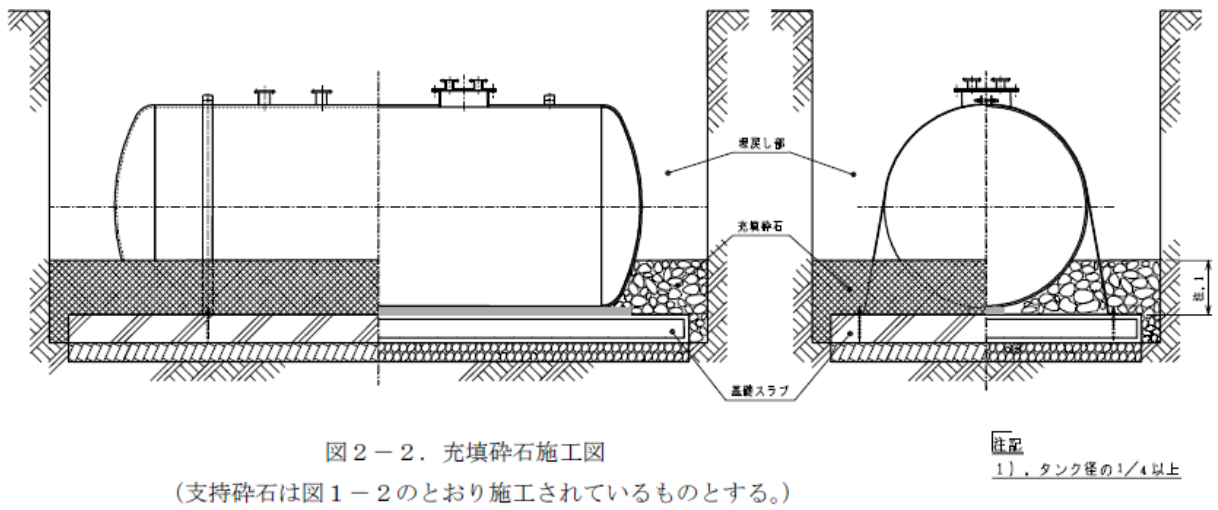 埋戻し部
充填砕石
注.1
基礎スラブ
図2-2．充填砕石施工図
（支持砕石は図1-2のとおり施工されているものとする。）
注記
1）．タンク径の1/4以上